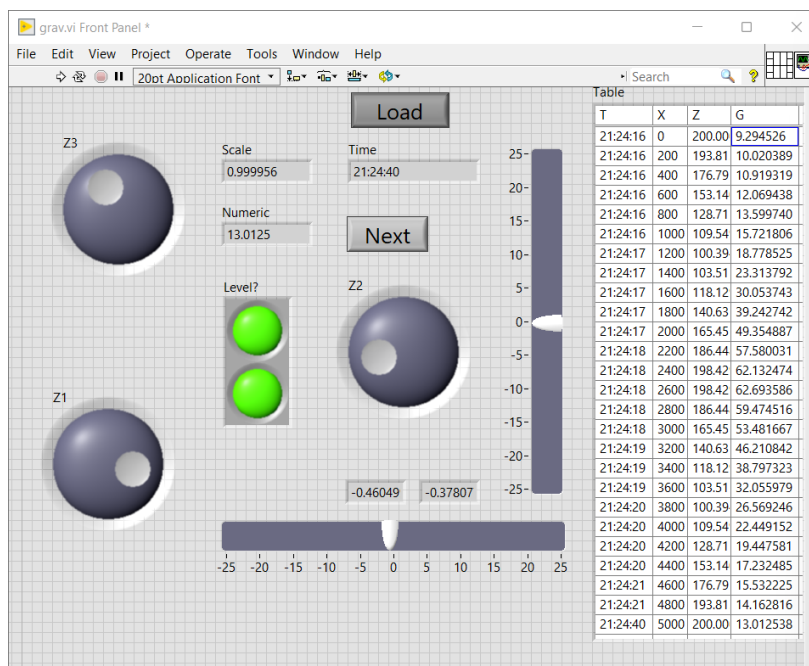 grav.vi Front Panel *
File Edit View Project Operate Tools Window Help
20pt Application Font
Search
Load
Z3
Scale
0.999956
Time
21:24:40
Numeric
13.0125
Next
Level?
Z2
Z1
25
20
15
10
5
0
-5
-10
-15
-20
-25
-0.46049 -0.37807
-25 -20 -15 -10 -5 0 5 10 15 20 25
Table
T X Z G
21:24:16 0 200.00 9.294526
21:24:16 200 193.81 10.020389
21:24:16 400 176.79 10.919319
21:24:16 600 153.14 12.069438
21:24:16 800 128.71 13.599740
21:24:16 1000 109.54 15.721806
21:24:17 1200 100.39 18.778525
21:24:17 1400 103.51 23.313792
21:24:17 1600 118.12 30.053743
21:24:17 1800 140.63 39.242742
21:24:17 2000 165.45 49.354887
21:24:18 2200 186.44 57.580031
21:24:18 2400 198.42 62.132474
21:24:18 2600 198.42 62.693586
21:24:18 2800 186.44 59.474516
21:24:18 3000 165.45 53.481667
21:24:19 3200 140.63 46.210842
21:24:19 3400 118.12 38.797323
21:24:19 3600 103.51 32.055979
21:24:20 3800 100.39 26.569246
21:24:20 4000 109.54 22.449152
21:24:20 4200 128.71 19.447581
21:24:20 4400 153.14 17.232485
21:24:21 4600 176.79 15.532225
21:24:21 4800 193.81 14.162816
21:24:40 5000 200.00 13.012538